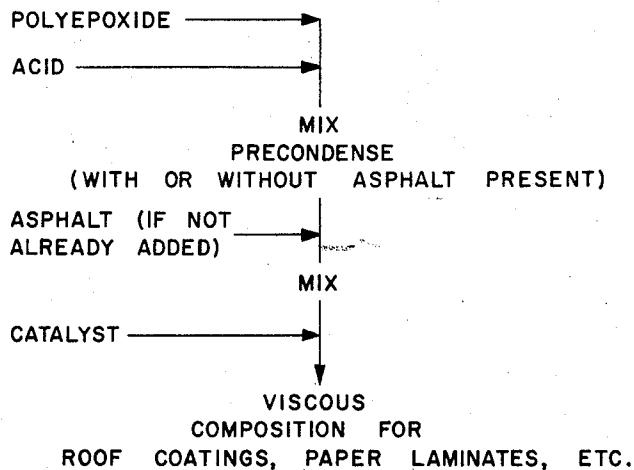 POLYEPOXIDE
ACID
MIX
PRECONDENSE
(WITH OR WITHOUT ASPHALT PRESENT)
ASPHALT (IF NOT
ALREADY ADDED)
MIX
CATALYST
VISCOUS
COMPOSITION FOR
ROOF COATINGS, PAPER LAMINATES, ETC.